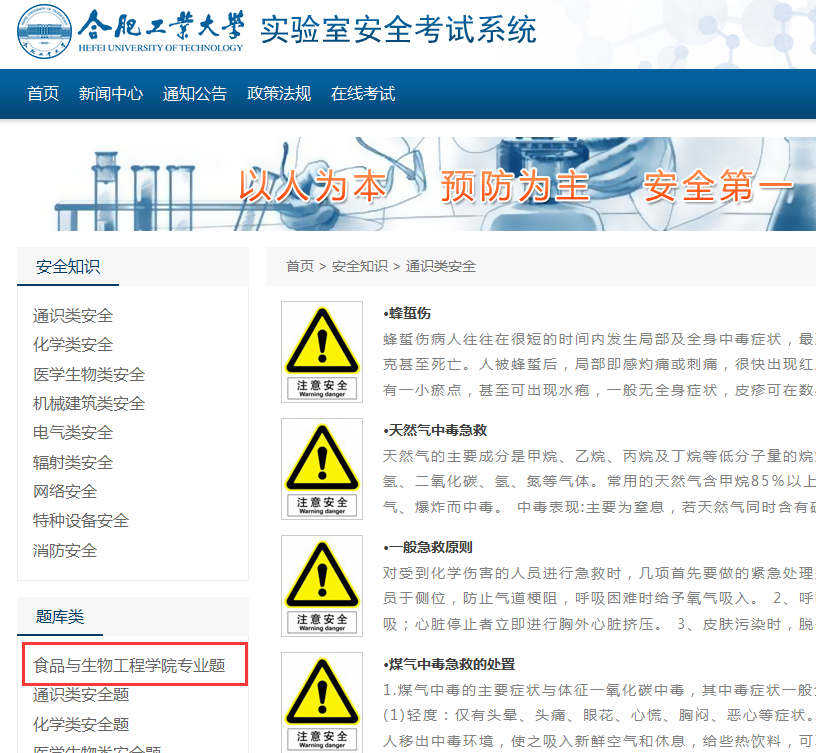 合肥工业大学
HEFEI UNIVERSITY OF TECHNOLOGY
实验室安全考试系统
首页 新闻中心 通知公告 政策法规 在线考试
以人为本 预防为主 安全第一
安全知识
通识类安全
化学类安全
医学生物类安全
机械建筑类安全
电气类安全
辐射类安全
网络安全
特种设备安全
消防安全
题库类
食品与生物工程学院专业题
通识类安全题
化学类安全题
医学生物类安全题
首页 > 安全知识 > 通识类安全
注意安全
Warning danger
•蜂蜇伤
蜂蜇伤病人往往在很短的时间内发生局部及全身中毒症状，最
克甚至死亡。人被蜂蜇后，局部即感灼痛或刺痛，很快出现红
有一小瘀点，甚至可出现水疱，一般无全身症状，皮疹可在数
注意安全
Warning danger
•天然气中毒急救
天然气的主要成分是甲烷、乙烷、丙烷及丁烷等低分子量的烷
氢、二氧化碳、氢、氮等气体。常用的天然气含甲烷85%以上
气、爆炸而中毒。 中毒表现:主要为窒息，若天然气同时含有
注意安全
Warning danger
•一般急救原则
对受到化学伤害的人员进行急救时，几项首先要做的紧急处理
员于侧位，防止气道梗阻，呼吸困难时给予氧气吸入。 2、呼
吸；心脏停止者立即进行胸外心脏挤压。 3、皮肤污染时，脱
注意安全
Warning danger
•煤气中毒急救的处置
1.煤气中毒的主要症状与体征一氧化碳中毒，其中毒症状一般
(1)轻度：仅有头晕、头痛、眼花、心慌、胸闷、恶心等症状。
人移出中毒环境，使之吸入新鲜空气和休息，给些热饮料，可